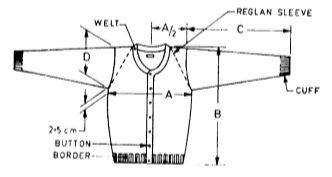 WELT
A/2
REGLAN SLEEVE
C
D
A
B
CUFF
2·5 cm
BUTTON
BORDER